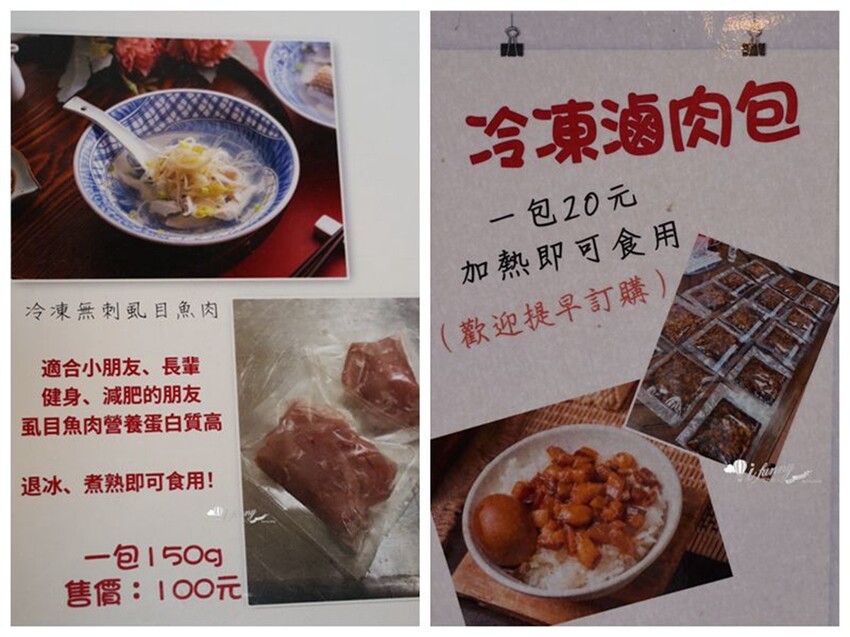 冷凍無刺虱目魚肉
適合小朋友、長輩
健身、減肥的朋友
虱目魚肉營養蛋白質高
退冰、煮熟即可食用!
一包150g
售價：100元
冷凍滷肉包
一包20元
加熱即可食用
(歡迎提早訂購)